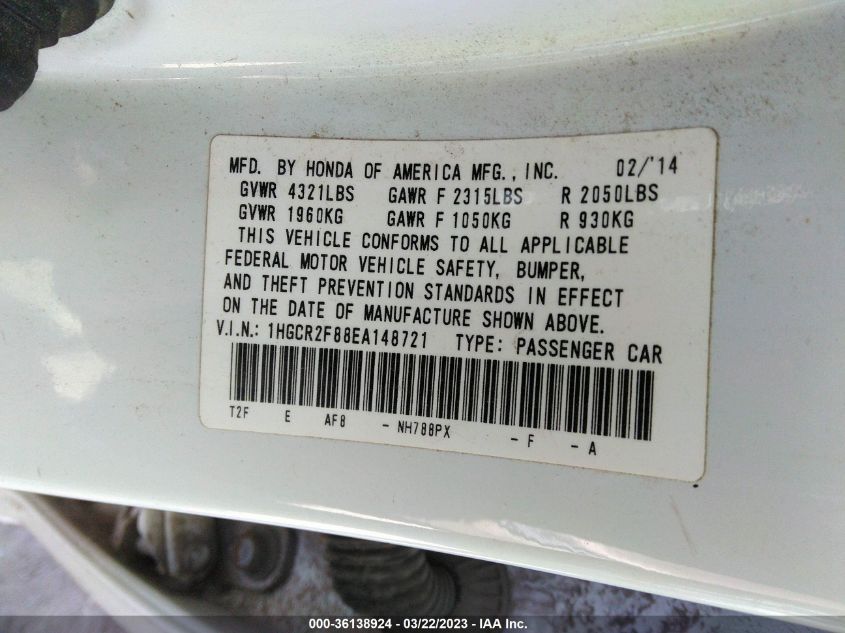 MFD. BY HONDA OF AMERICA MFG., INC. 02/'14
GVWR 4321LBS GAWR F 2315LBS R 2050LBS
GVWR 1960KG GAWR F 1050KG R 930KG
THIS VEHICLE CONFORMS TO ALL APPLICABLE
FEDERAL MOTOR VEHICLE SAFETY, BUMPER,
AND THEFT PREVENTION STANDARDS IN EFFECT
ON THE DATE OF MANUFACTURE SHOWN ABOVE.
V.I.N.: 1HGCR2F88EA148721 TYPE: PASSENGER CAR
T2F E AF8 - NH788PX - F - A
000-36138924 - 03/22/2023 - IAA Inc.